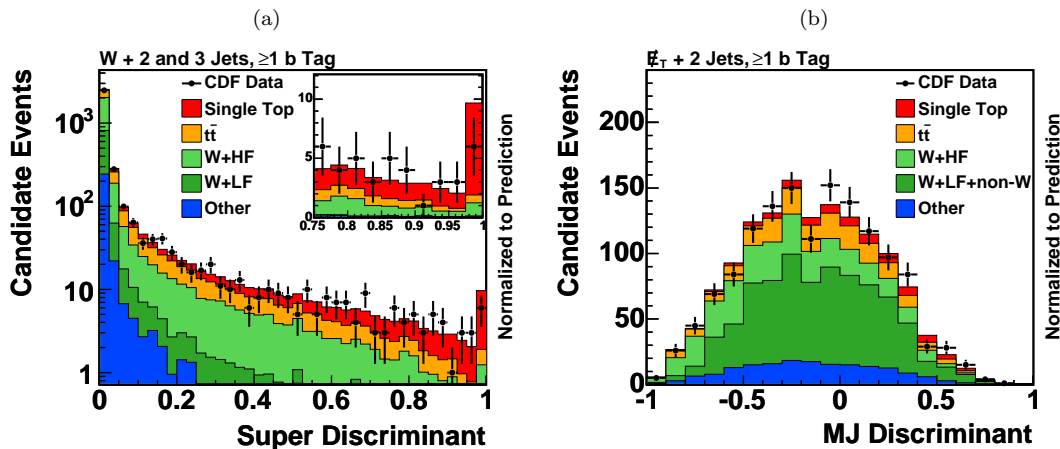 (a)
W + 2 and 3 Jets, ≥1 b Tag
Candidate Events
10³
10²
10
1
CDF Data
Single Top
tt̄
W+HF
W+LF
Other
10
5
0
0.75 0.8 0.85 0.9 0.95 1
Normalized to Prediction
0 0.2 0.4 0.6 0.8 1
Super Discriminant
(b)
E̸_T + 2 Jets, ≥1 b Tag
Candidate Events
200
150
100
50
0
CDF Data
Single Top
tt̄
W+HF
W+LF+non-W
Other
Normalized to Prediction
-1 -0.5 0 0.5 1
MJ Discriminant